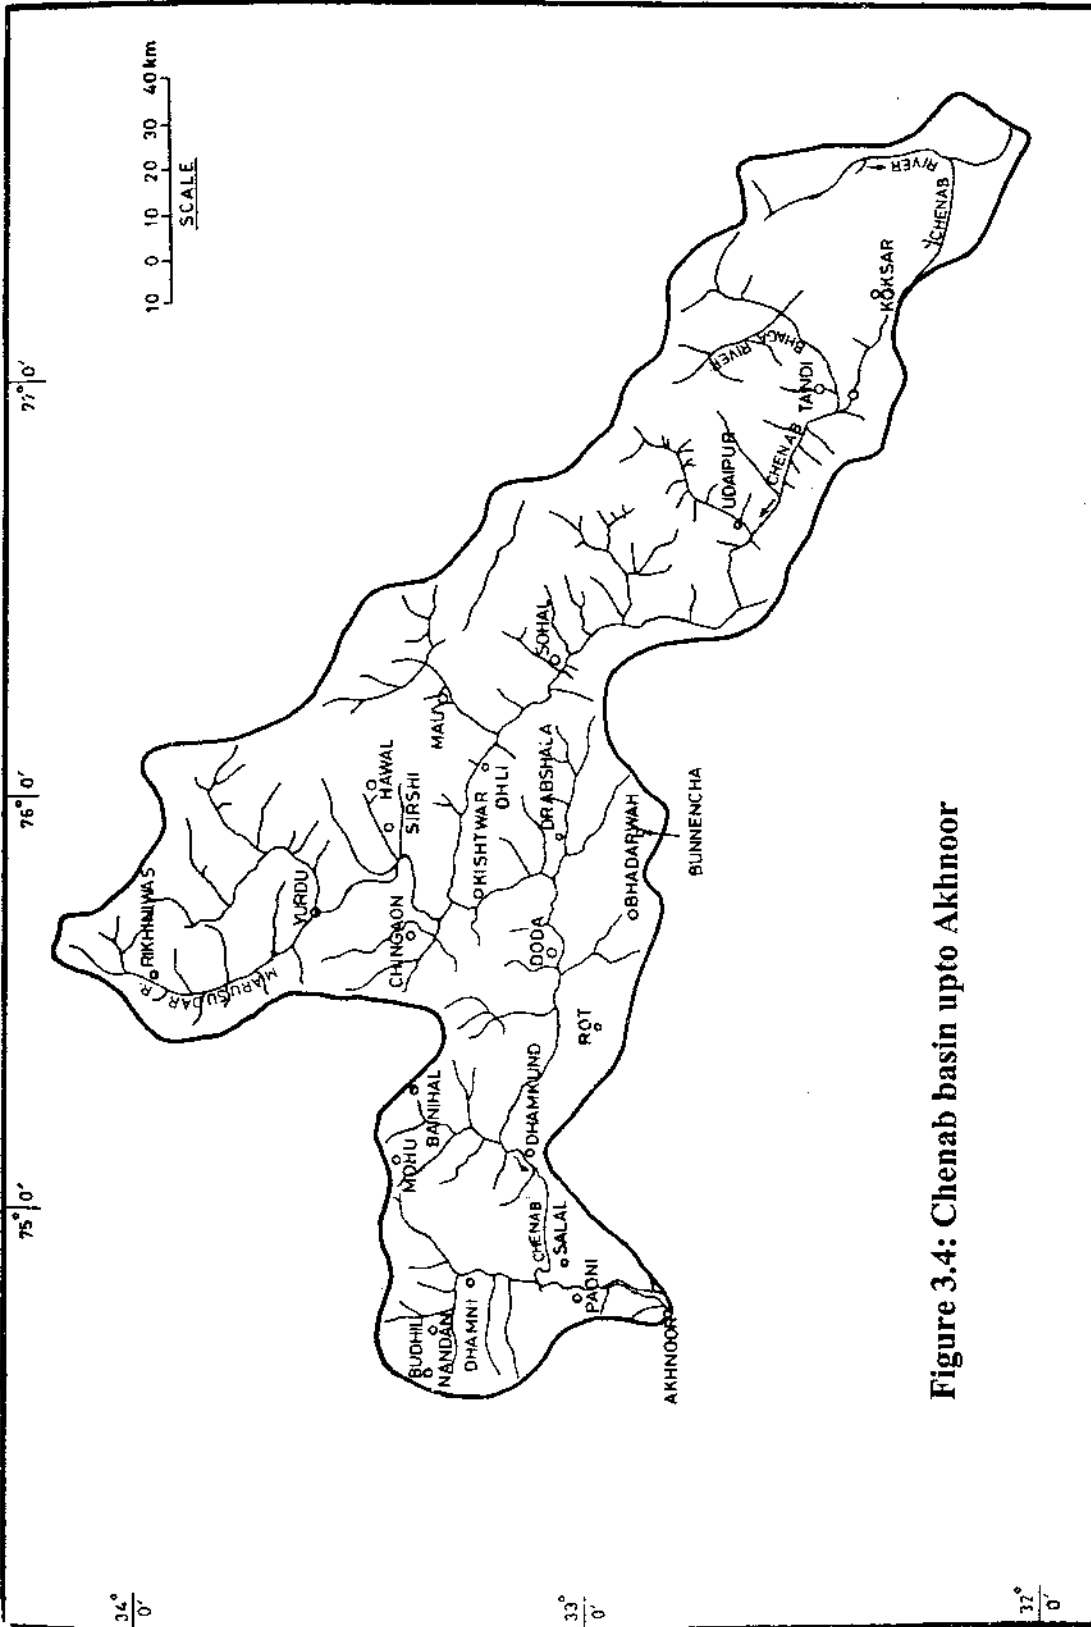 75° 0'
76° 0'
77° 0'
34° 0'
33° 0'
32° 0'
10 0 10 20 30 40 km
SCALE
RIKHINIWAS
MARUSUDAR R.
YURDU
HAWAL
SIRSHI
CHINGAON
MAU
KISHTWAR
OHLI
SOHAL
DRABSHALA
DODA
BHADARWAH
BUNNENCHA
ROT
BANIHAL
MOHU
DHAMKUND
CHENAB
SALAL
PAONI
AKHNOOR
BUDHIL
NANDAN
DHAMNI
UDAIPUR
CHENAB
TANDI
BHAGA RIVER
KOKSAR
CHENAB
RIVER
Figure 3.4: Chenab basin upto Akhnoor